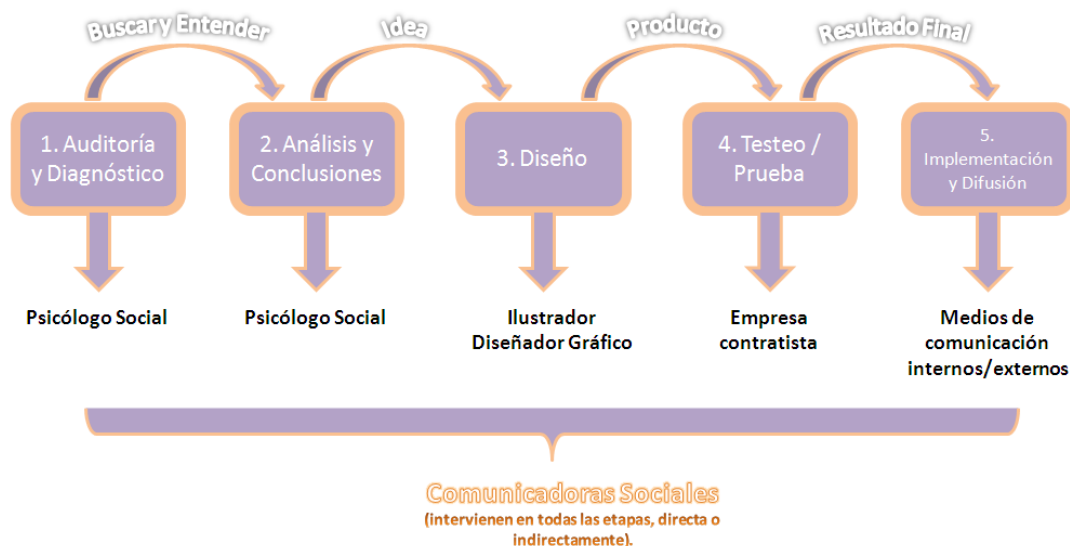 Buscar y Entender
Idea
Producto
Resultado Final
1. Auditoría
y Diagnóstico
2. Análisis y
Conclusiones
3. Diseño
4. Testeo /
Prueba
5.
Implementación
y Difusión
Psicólogo Social
Psicólogo Social
Ilustrador
Diseñador Gráfico
Empresa
contratista
Medios de
comunicación
internos/externos
Comunicadoras Sociales
(intervienen en todas las etapas, directa o
indirectamente).